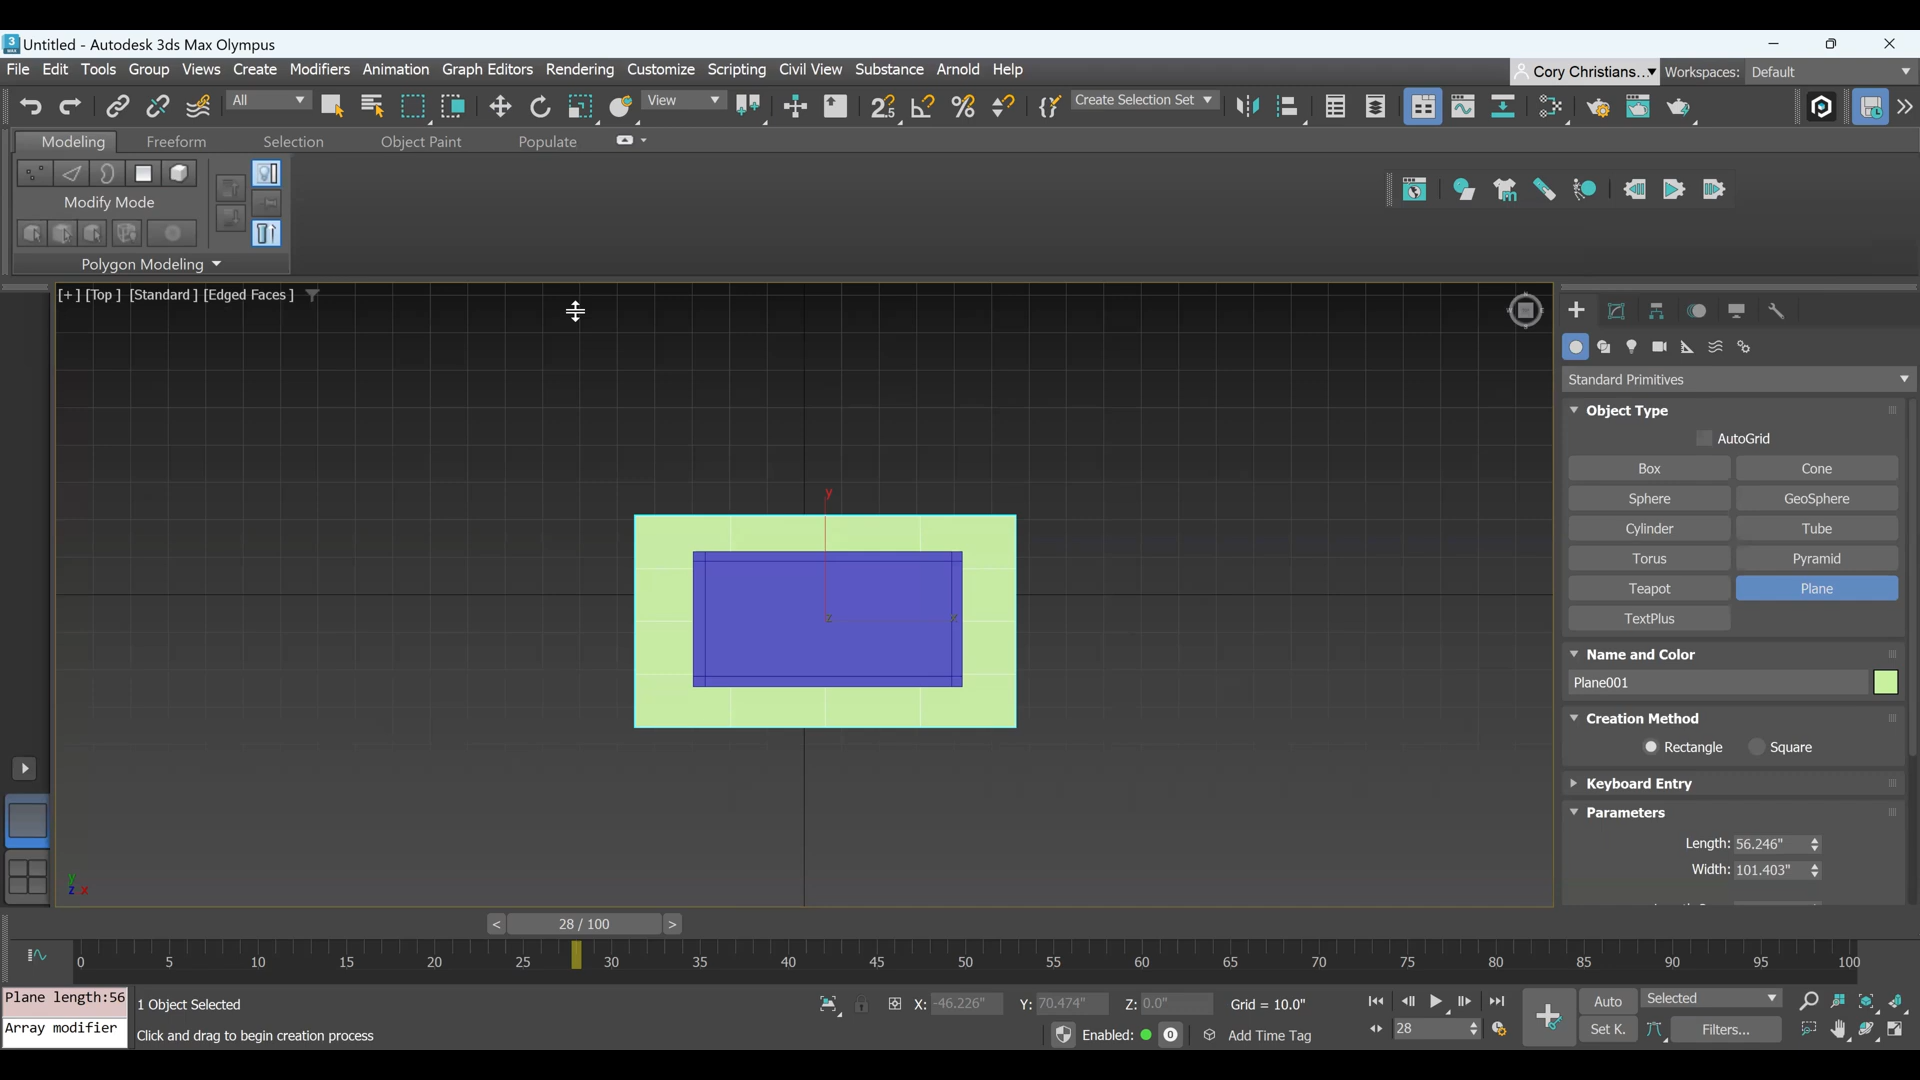 Untitled - Autodesk 3ds Max Olympus
File Edit Tools Group Views Create Modifiers Animation Graph Editors Rendering Customize Scripting Civil View Substance Arnold Help
Cory Christians... Workspaces: Default
All View Create Selection Set
Modeling Freeform Selection Object Paint Populate
Modify Mode
Polygon Modeling
[+] [Top ] [Standard ] [Edged Faces ]
Standard Primitives
Object Type
AutoGrid
Box Cone
Sphere GeoSphere
Cylinder Tube
Torus Pyramid
Teapot Plane
TextPlus
Name and Color
Plane001
Creation Method
Rectangle Square
Keyboard Entry
Parameters
Length: 56.246"
Width: 101.403"
y
z x
y
z x
< 28 / 100 >
0 5 10 15 20 25 30 35 40 45 50 55 60 65 70 75 80 85 90 95 100
Plane length:56
Array modifier
1 Object Selected
Click and drag to begin creation process
X: -46.226" Y: 70.474" Z: 0.0" Grid = 10.0"
Enabled: 0 Add Time Tag
28
Auto Selected
Set K. Filters...